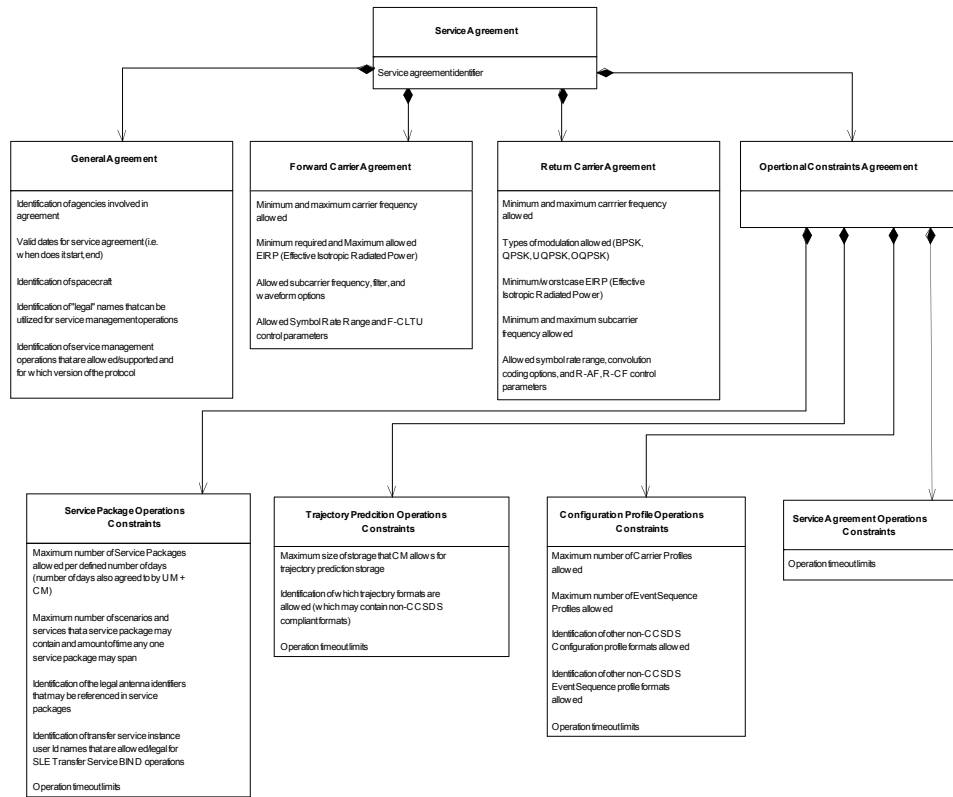 Service Agreement
Service agreement identifier
General Agreement
Identification of agencies involved in
agreement
Valid dates for service agreement (i.e.
when does it start, end)
Identification of spacecraft
Identification of "legal" names that can be
utilized for service management operations
Identification of service management
operations that are allowed/supported and
for which version of the protocol
Forward Carrier Agreement
Minimum and maximum carrier frequency
allowed
Minimum required and Maximum allowed
EIRP (Effective Isotropic Radiated Power)
Allowed subcarrier frequency, filter, and
waveform options
Allowed Symbol Rate Range and F-CLTU
control parameters
Return Carrier Agreement
Minimum and maximum carrrier frequency
allowed
Types of modulation allowed (BPSK,
QPSK, UQPSK, OQPSK)
Minimum/worst case EIRP (Effective
Isotropic Radiated Power)
Minimum and maximum subcarrier
frequency allowed
Allowed symbol rate range, convolution
coding options, and R-AF, R-CF control
parameters
Opertional Constraints Agreeement
Service Package Operations
Constraints
Maximum number of Service Packages
allowed per defined number of days
(number of days also agreed to by UM +
CM)
Maximum number of scenarios and
services that a service package may
contain and amount of time any one
service package may span
Identification of the legal antenna identifiers
that may be referenced in service
packages
Identification of transfer service instance
user Id names that are allowed/legal for
SLE Transfer Service BIND operations
Operation timeout limits
Trajectory Predcition Operations
Constraints
Maximum size of storage that CM allows for
trajectory prediction storage
Identification of which trajectory formats are
allowed (which may contain non-CCSDS
compliant formats)
Operation timeout limits
Configuration Profile Operations
Constraints
Maximum number of Carrier Profiles
allowed
Maximum number of Event Sequence
Profiles allowed
Identification of other non-CCSDS
Configuration profile formats allowed
Identification of other non-CCSDS
Event Sequence profile formats
allowed
Operation timeout limits
Service Agreement Operations
Constraints
Operation timeout limits